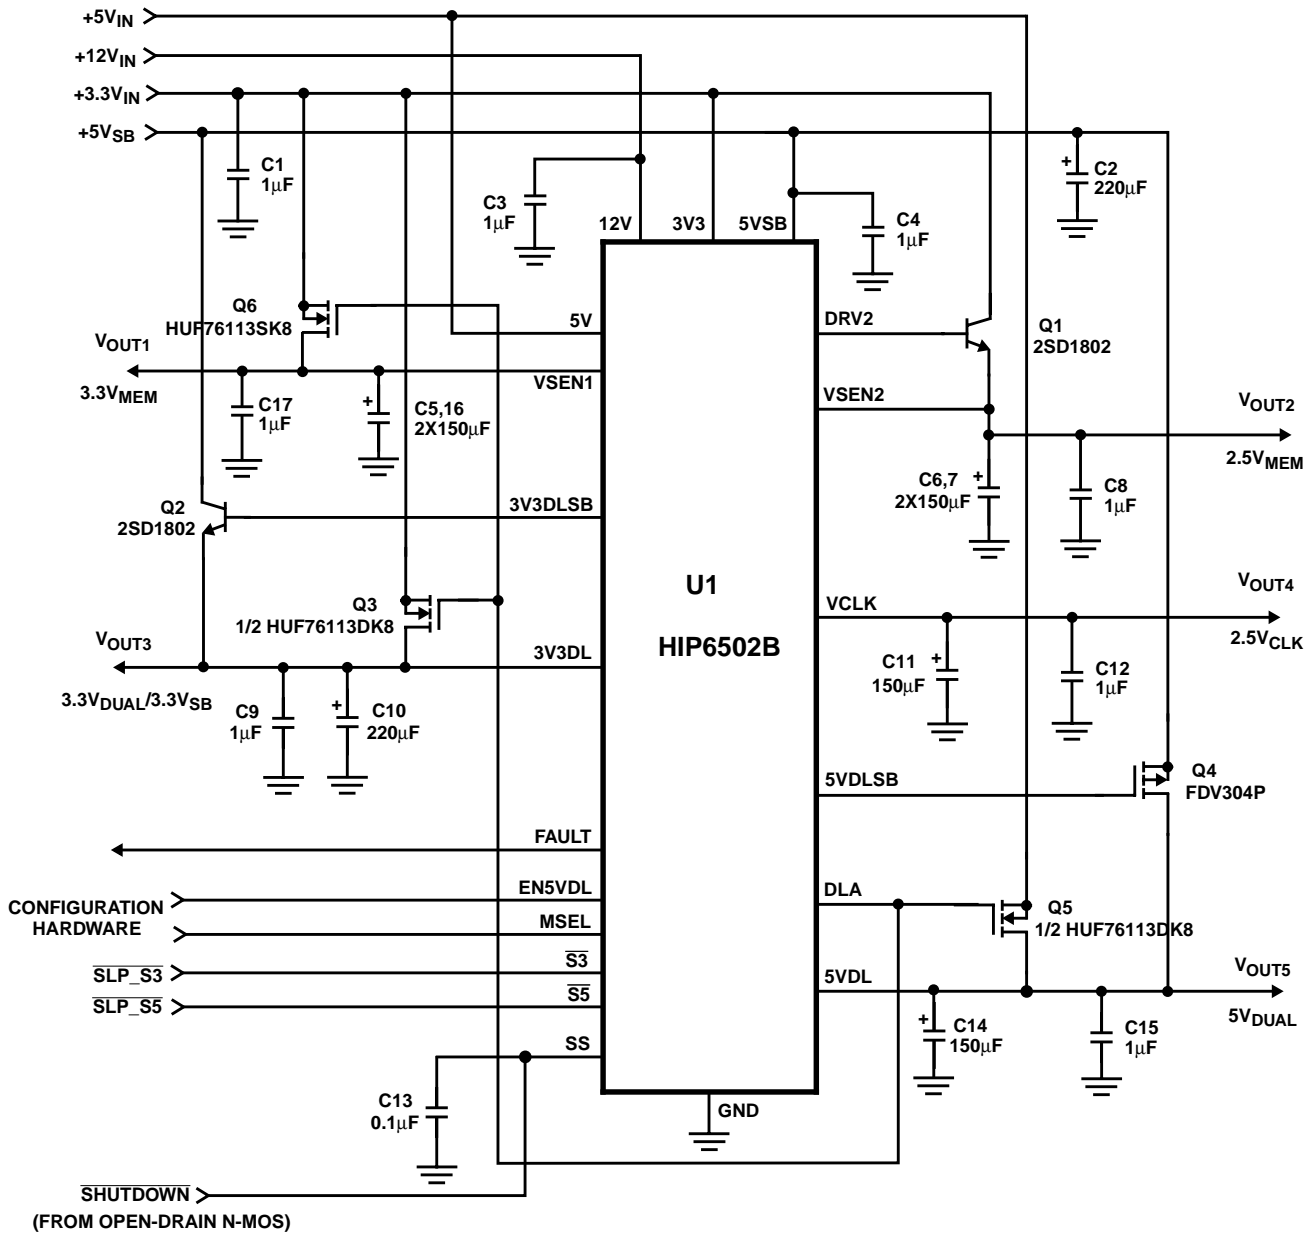 +5VIN
+12VIN
+3.3VIN
+5VSB
C1
1μF
C2
220μF
C3
1μF
12V
3V3
5VSB
C4
1μF
Q6
HUF76113SK8
5V
DRV2
Q1
2SD1802
VOUT1
3.3VMEM
VSEN1
VSEN2
C17
1μF
C5,16
2X150μF
VOUT2
2.5VMEM
C6,7
2X150μF
C8
1μF
Q2
2SD1802
3V3DLSB
U1
HIP6502B
Q3
1/2 HUF76113DK8
VCLK
VOUT4
2.5VCLK
VOUT3
3.3VDUAL/3.3VSB
3V3DL
C9
1μF
C10
220μF
C11
150μF
C12
1μF
5VDLSB
Q4
FDV304P
FAULT
EN5VDL
CONFIGURATION
HARDWARE
MSEL
DLA
Q5
1/2 HUF76113DK8
SLP_S3
S3
SLP_S5
S5
5VDL
VOUT5
5VDUAL
SS
C14
150μF
C15
1μF
C13
0.1μF
GND
SHUTDOWN
(FROM OPEN-DRAIN N-MOS)